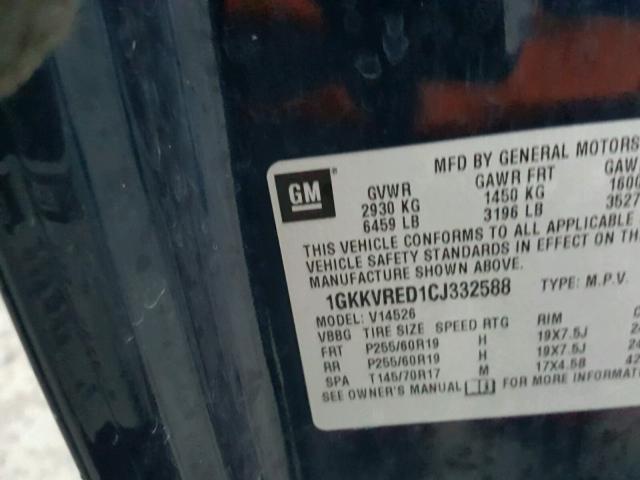 MFD BY GENERAL MOTORS
GM
GVWR GAWR FRT GAW
2930 KG 1450 KG
6459 LB 3196 LB 3527
THIS VEHICLE CONFORMS TO ALL APPLICABLE
VEHICLE SAFETY STANDARDS IN EFFECT ON
MANUFACTURE SHOWN ABOVE.
1GKKVRED1CJ332588 TYPE: M.P.V.
MODEL: V14526
VBBG TIRE SIZE SPEED RTG RIM
FRT P255/60R19 H 19X7.5J
RR P255/60R19 H 19X7.5J
SPA T145/70R17 M 17X4.5B
SEE OWNER'S MANUAL FOR MORE INFORMAT